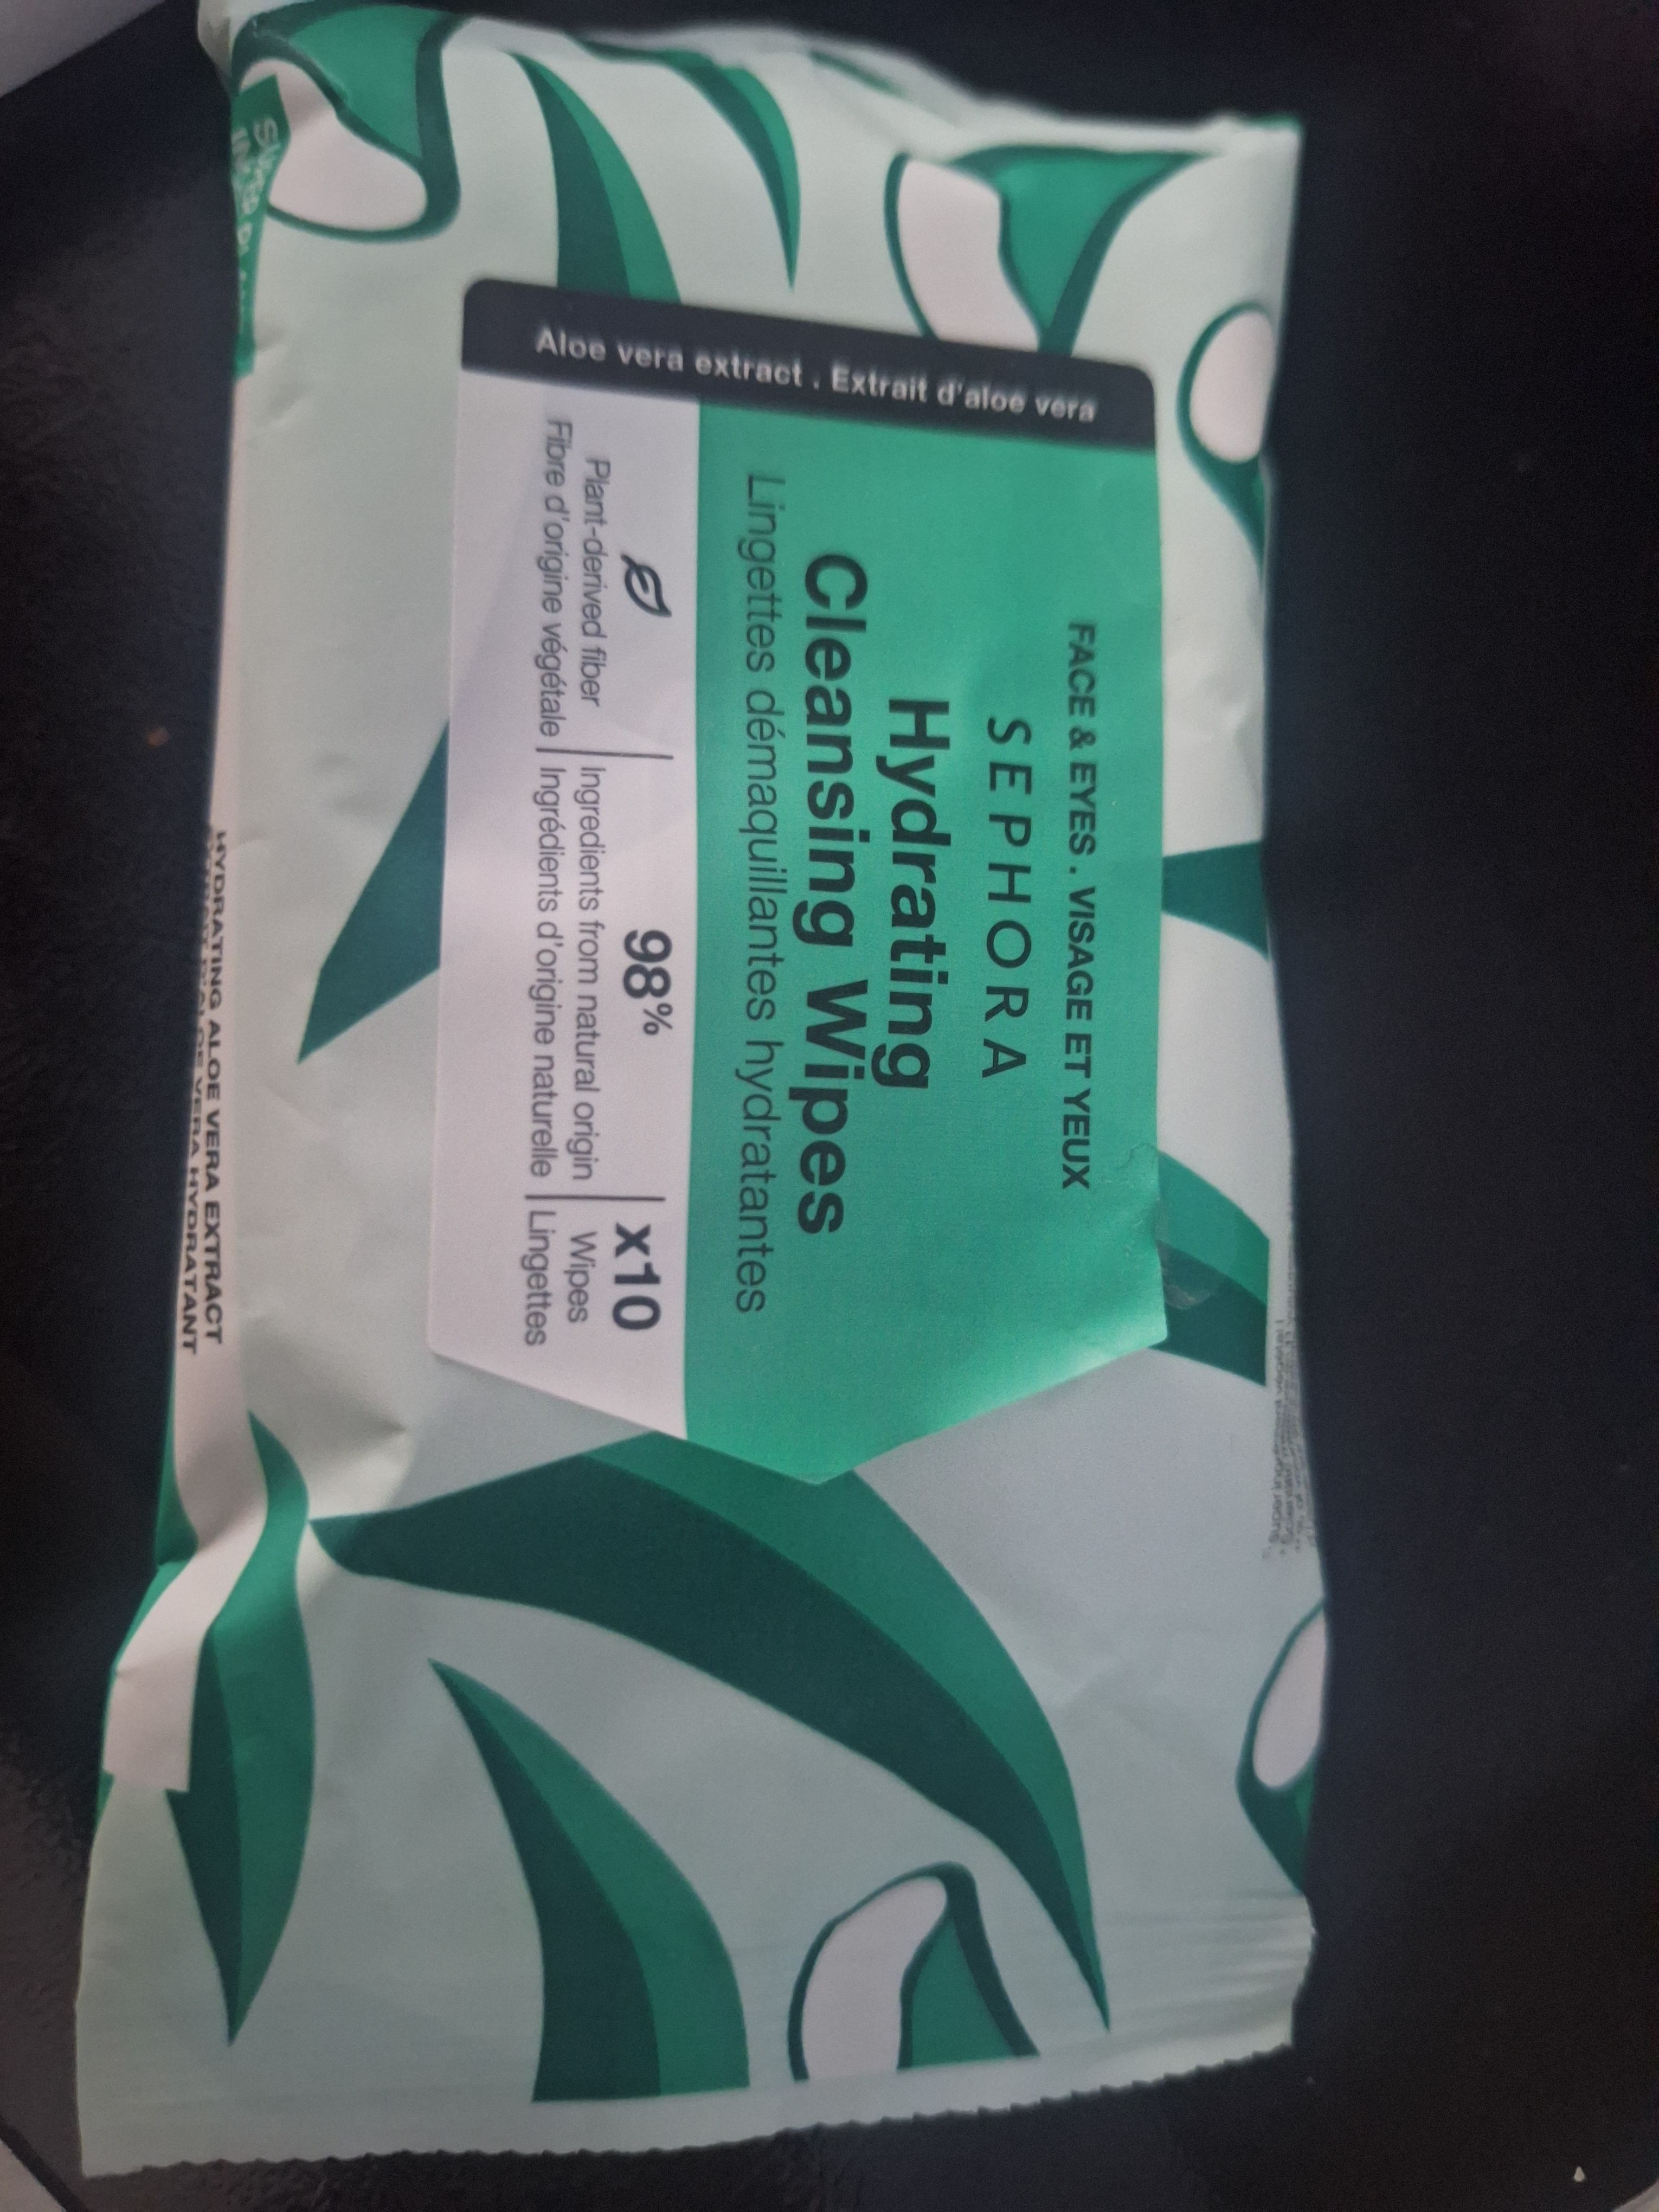 FACE & EYES . VISAGE ET YEUX
SEPHORA
Hydrating
Cleansing Wipes
Lingettes démaquillantes hydratantes
98%
x10
Plant-derived fiber
Ingredients from natural origin
Wipes
Fibre d'origine végétale
Ingrédients d'origine naturelle
Lingettes
Aloe vera extract . Extrait d'aloe vera
HYDRATING ALOE VERA EXTRACT
VERA HYDRATANT